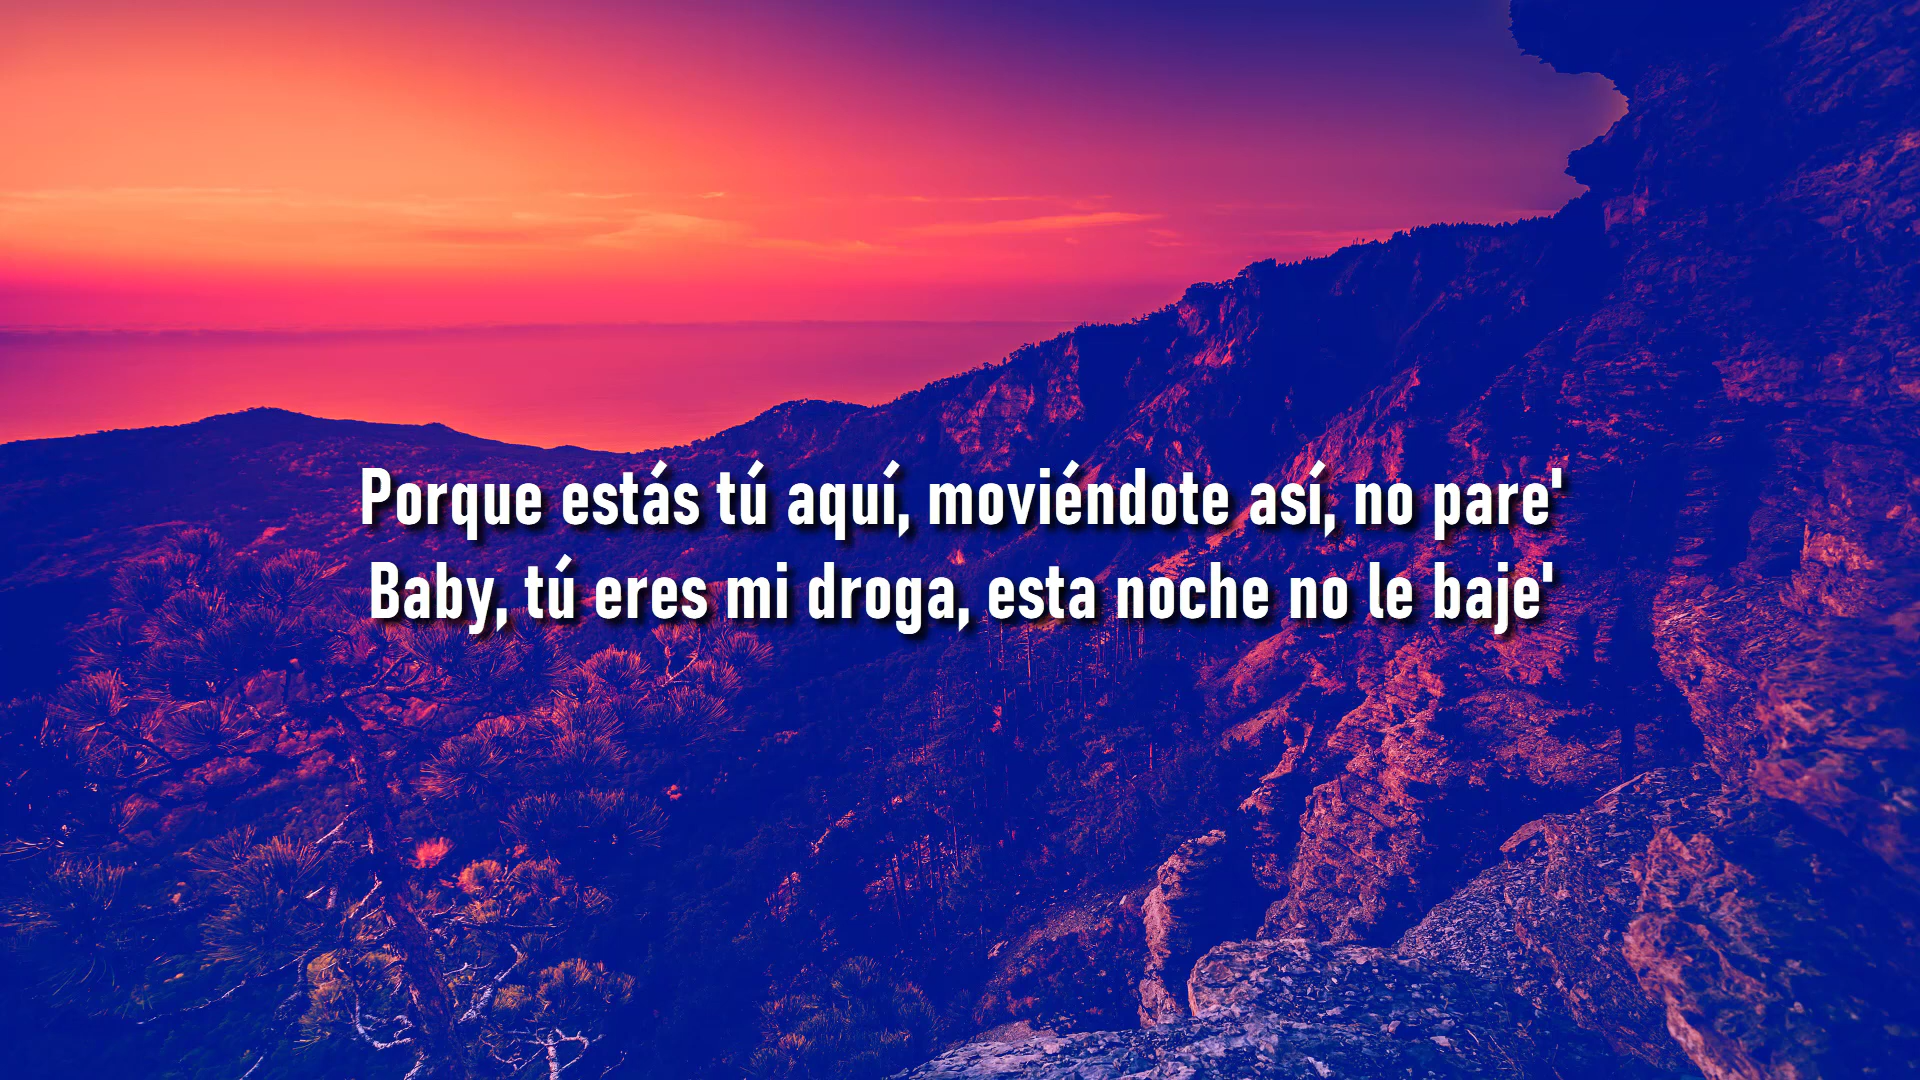 Porque estás tú aquí, moviéndote así, no pare'
Baby, tú eres mi droga, esta noche no le baje'